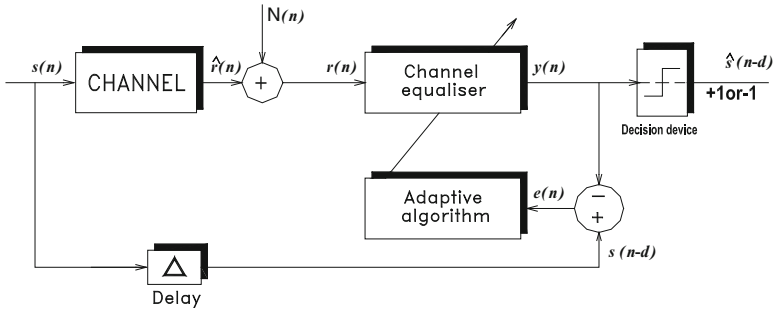 N(n)
s(n)
CHANNEL
r̂(n)
+
r(n)
Channel
equaliser
y(n)
ŝ(n-d)
+1or-1
Decision device
Adaptive
algorithm
e(n)
−
+
s(n-d)
Δ
Delay